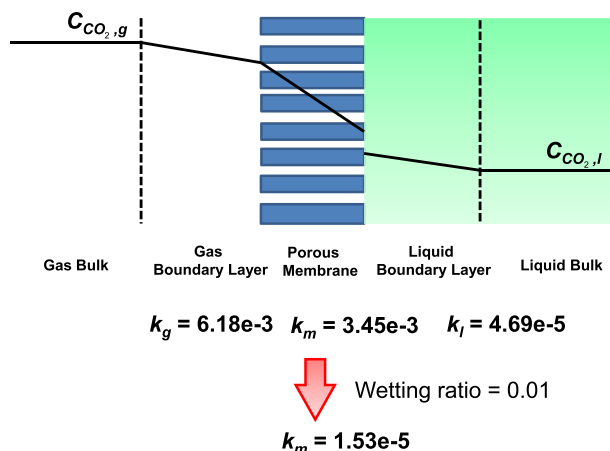 C_CO₂,g
C_CO₂,l
Gas Bulk
Gas Boundary Layer
Porous Membrane
Liquid Boundary Layer
Liquid Bulk
k_g = 6.18e-3
k_m = 3.45e-3
k_l = 4.69e-5
Wetting ratio = 0.01
k_m = 1.53e-5